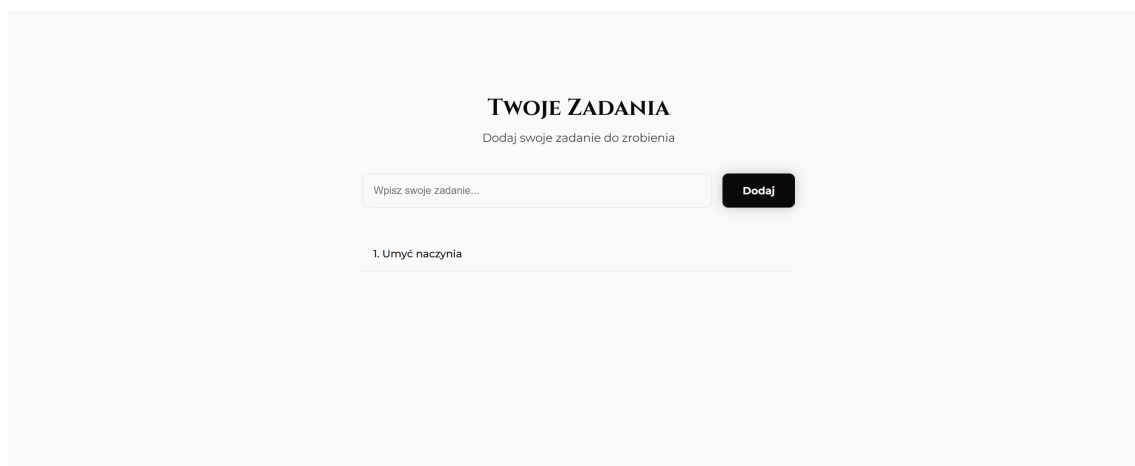 Twoje Zadania
Dodaj swoje zadanie do zrobienia
Wpisz swoje zadanie...
Dodaj
1. Umyć naczynia